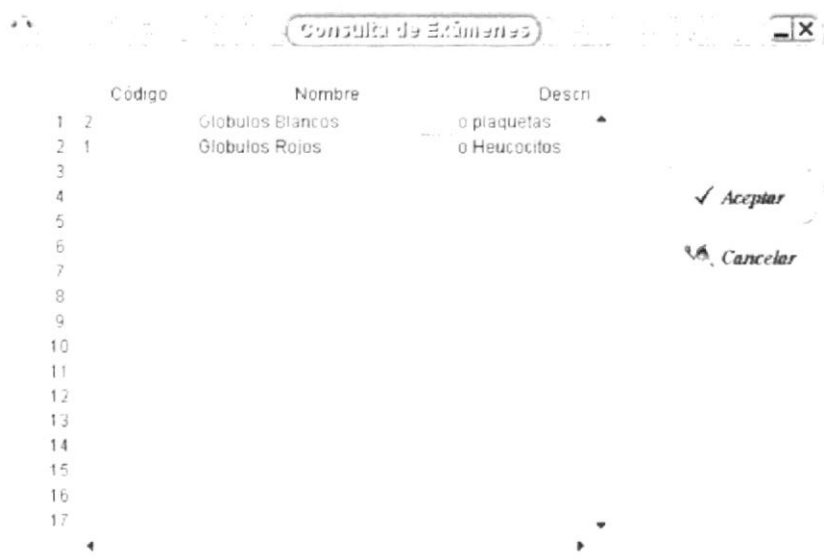 Consulta de Exámenes
Código Nombre Descri
1 2 Globulos Blancos o plaquetas
2 1 Globulos Rojos o Heucocitos
3
4
5
6
7
8
9
10
11
12
13
14
15
16
17
Aceptar
Cancelar